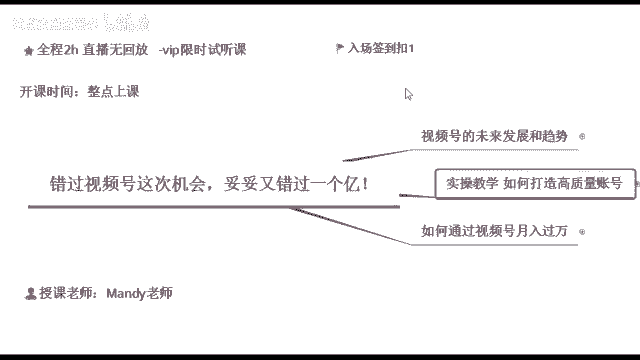 全程2h 直播无回放 -vip限时试听课
入场签到扣1
开课时间：整点上课
视频号的未来发展和趋势
错过视频号这次机会，妥妥又错过一个亿！
实操教学 如何打造高质量账号
如何通过视频号月入过万
授课老师：Mandy老师